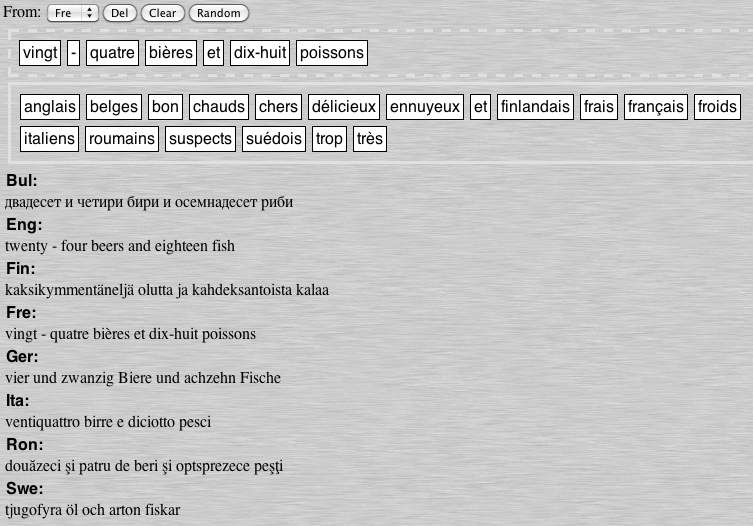 From: Fre Del Clear Random
vingt - quatre bières et dix-huit poissons
anglais belges bon chauds chers délicieux ennuyeux et finlandais frais français froids
italiens roumains suspects suédois trop très
Bul:
двадесет и четири бири и осемнадесет риби
Eng:
twenty - four beers and eighteen fish
Fin:
kaksikymmentäneljä olutta ja kahdeksantoista kalaa
Fre:
vingt - quatre bières et dix-huit poissons
Ger:
vier und zwanzig Biere und achzehn Fische
Ita:
ventiquattro birre e diciotto pesci
Ron:
douăzeci şi patru de beri şi optsprezece peşţi
Swe:
tjugofyra öl och arton fiskar